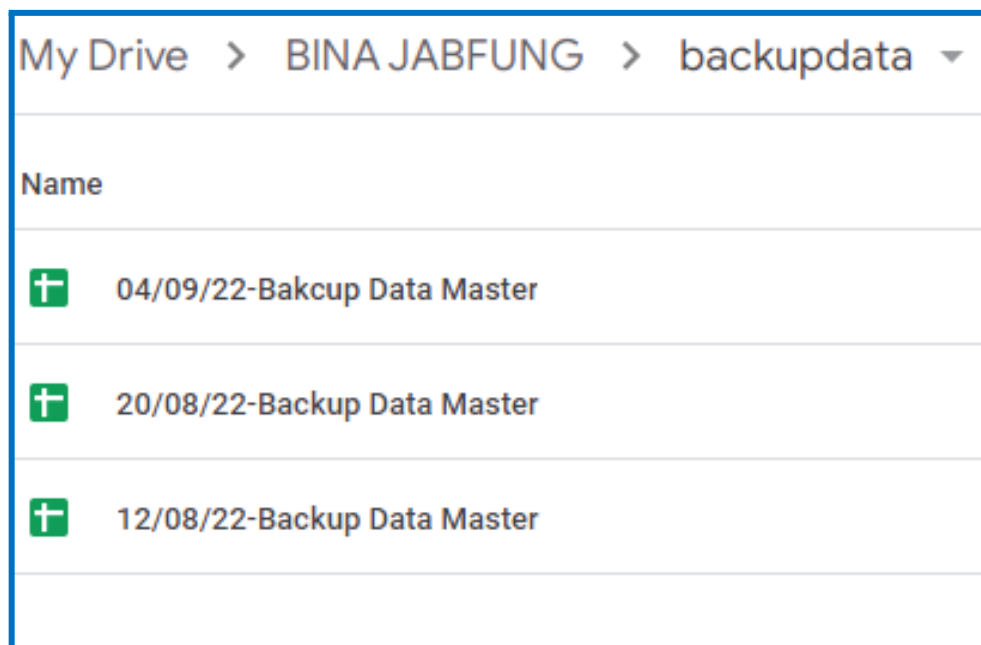 My Drive > BINA JABFUNG > backupdata
Name
04/09/22-Bakcup Data Master
20/08/22-Backup Data Master
12/08/22-Backup Data Master